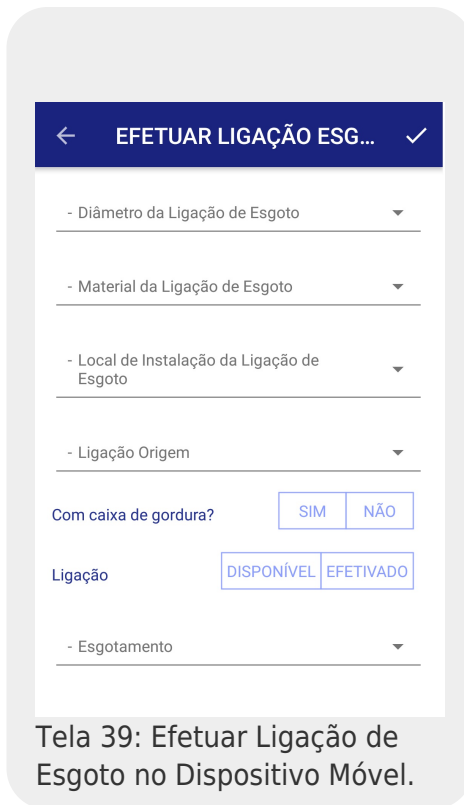 EFETUAR LIGAÇÃO ESG...
- Diâmetro da Ligação de Esgoto
- Material da Ligação de Esgoto
- Local de Instalação da Ligação de
Esgoto
- Ligação Origem
Com caixa de gordura? SIM NÃO
Ligação DISPONÍVEL EFETIVADO
- Esgotamento
Tela 39: Efetuar Ligação de
Esgoto no Dispositivo Móvel.